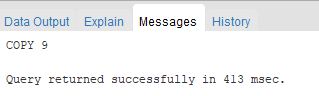 Data Output Explain Messages History
COPY 9
Query returned successfully in 413 msec.